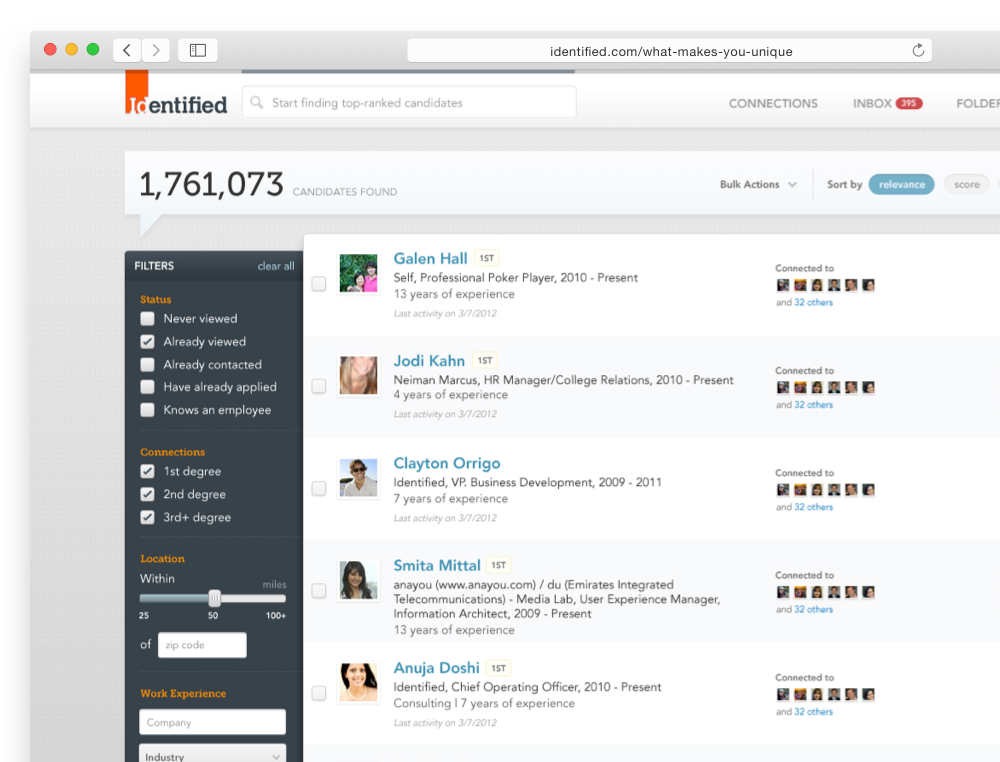 identified.com/what-makes-you-unique
Identified
Start finding top-ranked candidates
CONNECTIONS
INBOX 395
FOLDER
1,761,073 CANDIDATES FOUND
Bulk Actions
Sort by relevance score
FILTERS clear all
Status
Never viewed
Already viewed
Already contacted
Have already applied
Knows an employee
Connections
1st degree
2nd degree
3rd+ degree
Location
Within miles
25 50 100+
of zip code
Work Experience
Company
Industry
Galen Hall 1ST
Self, Professional Poker Player, 2010 - Present
13 years of experience
Last activity on 3/7/2012
Connected to
and 32 others
Jodi Kahn 1ST
Neiman Marcus, HR Manager/College Relations, 2010 - Present
4 years of experience
Last activity on 3/7/2012
Connected to
and 32 others
Clayton Orrigo
Identified, VP. Business Development, 2009 - 2011
7 years of experience
Last activity on 3/7/2012
Connected to
and 32 others
Smita Mittal 1ST
anayou (www.anayou.com) / du (Emirates Integrated
Telecommunications) - Media Lab, User Experience Manager,
Information Architect, 2009 - Present
13 years of experience
Connected to
and 32 others
Anuja Doshi 1ST
Identified, Chief Operating Officer, 2010 - Present
Consulting | 7 years of experience
Last activity on 3/7/2012
Connected to
and 32 others